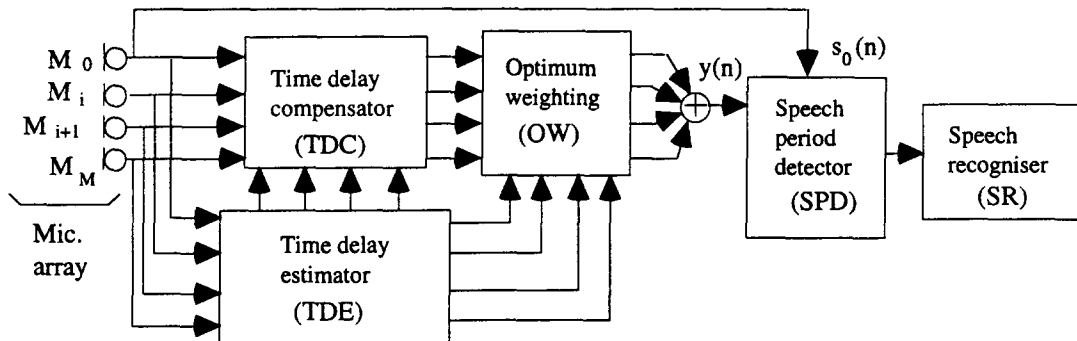 M 0
M i
M i+1
M M
Mic.
array
Time delay
compensator
(TDC)
Time delay
estimator
(TDE)
Optimum
weighting
(OW)
+
y(n)
s0(n)
Speech
period
detector
(SPD)
Speech
recogniser
(SR)